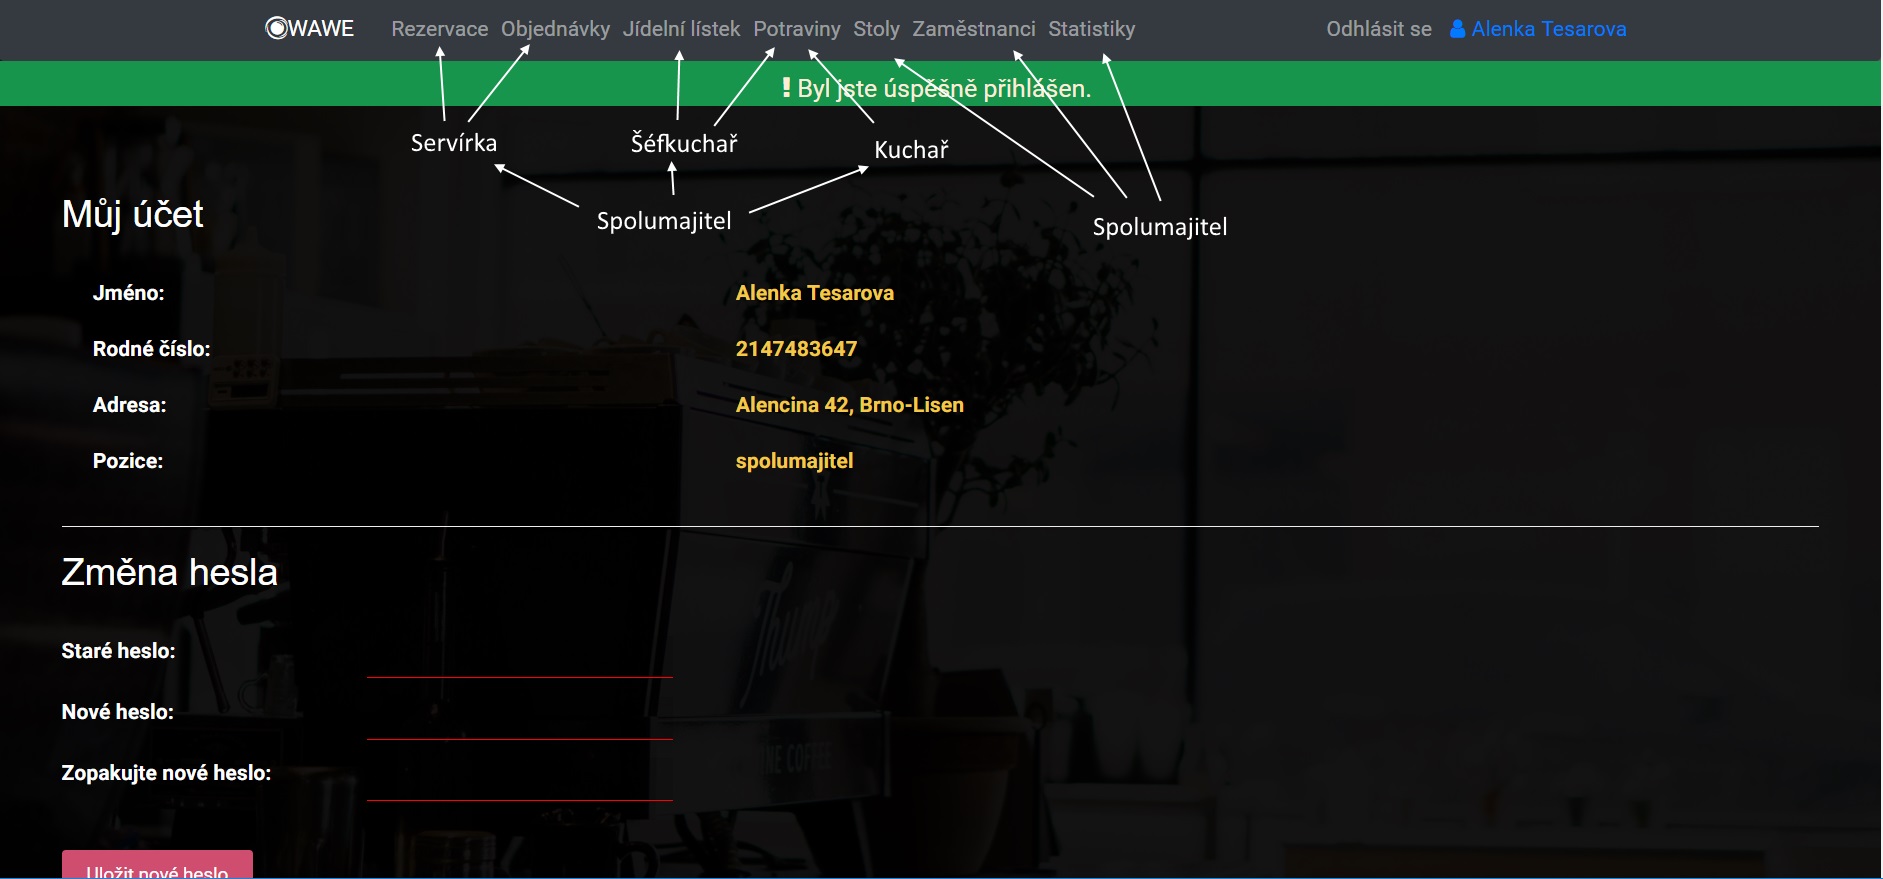 WAWE Rezervace Objednávky Jídelní lístek Potraviny Stoly Zaměstnanci Statistiky Odhlásit se Alenka Tesarova
! Byl jste úspěšně přihlášen.
Servírka Šéfkuchař Kuchař
Spolumajitel Spolumajitel
Můj účet
Jméno: Alenka Tesarova
Rodné číslo: 2147483647
Adresa: Alencina 42, Brno-Lisen
Pozice: spolumajitel
Změna hesla
Staré heslo:
Nové heslo:
Zopakujte nové heslo:
Uložit nové heslo